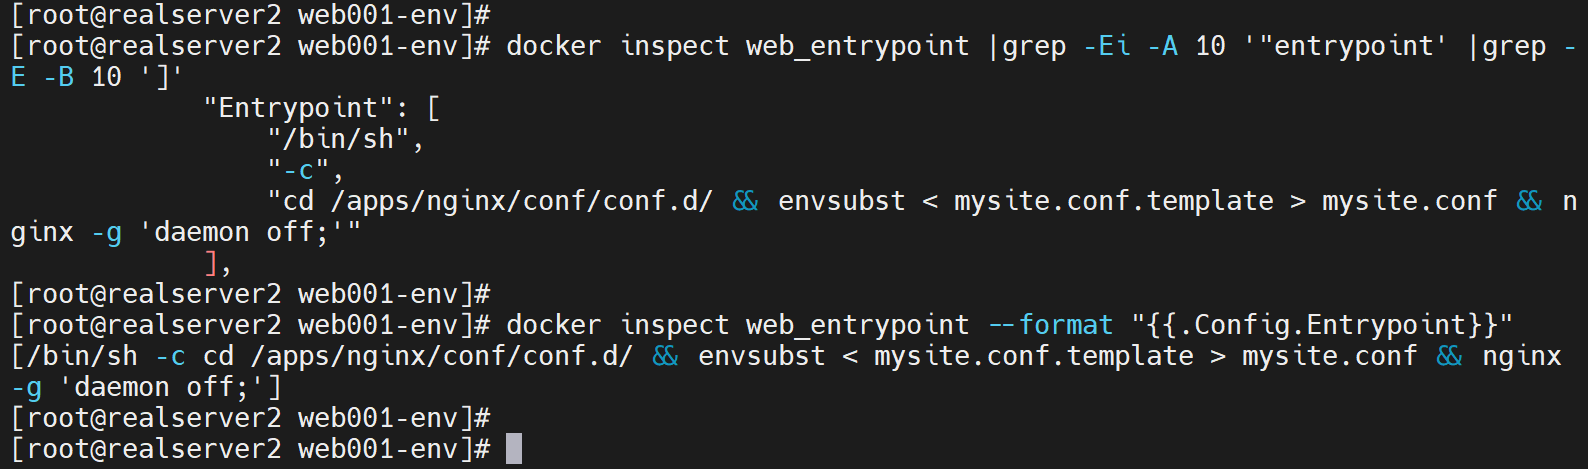 [root@realserver2 web001-env]#
[root@realserver2 web001-env]# docker inspect web_entrypoint |grep -Ei -A 10 '"entrypoint' |grep -
E -B 10 ']'
            "Entrypoint": [
                "/bin/sh",
                "-c",
                "cd /apps/nginx/conf/conf.d/ && envsubst < mysite.conf.template > mysite.conf && n
ginx -g 'daemon off;'"
            ],
[root@realserver2 web001-env]#
[root@realserver2 web001-env]# docker inspect web_entrypoint --format "{{.Config.Entrypoint}}"
[/bin/sh -c cd /apps/nginx/conf/conf.d/ && envsubst < mysite.conf.template > mysite.conf && nginx
-g 'daemon off;']
[root@realserver2 web001-env]#
[root@realserver2 web001-env]#